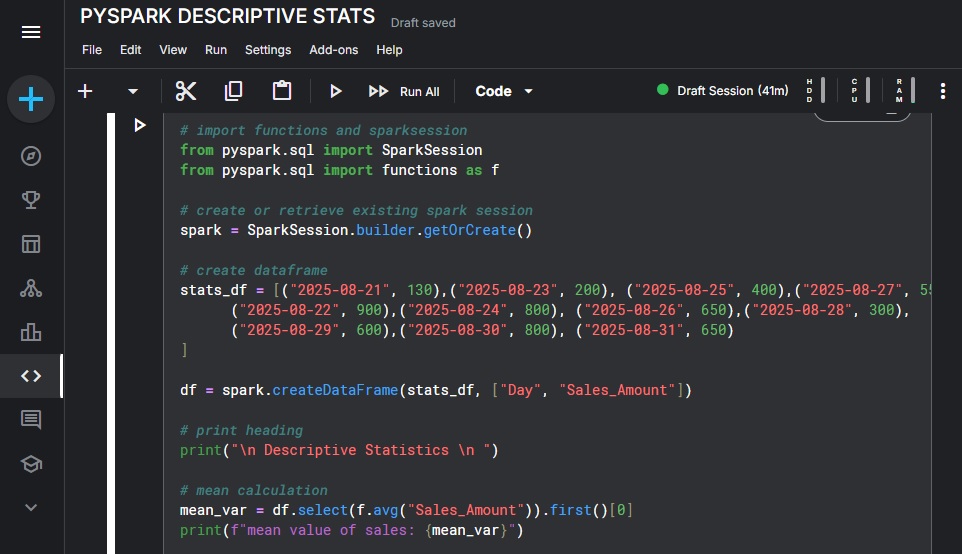 PYSPARK DESCRIPTIVE STATS Draft saved
File Edit View Run Settings Add-ons Help
Run All Code Draft Session (41m) HDD CPU RAM
# import functions and sparksession
from pyspark.sql import SparkSession
from pyspark.sql import functions as f
# create or retrieve existing spark session
spark = SparkSession.builder.getOrCreate()
# create dataframe
stats_df = [("2025-08-21", 130),("2025-08-23", 200), ("2025-08-25", 400),("2025-08-27",
("2025-08-22", 900),("2025-08-24", 800), ("2025-08-26", 650),("2025-08-28", 300),
("2025-08-29", 600),("2025-08-30", 800), ("2025-08-31", 650)
]
df = spark.createDataFrame(stats_df, ["Day", "Sales_Amount"])
# print heading
print("\n Descriptive Statistics \n ")
# mean calculation
mean_var = df.select(f.avg("Sales_Amount")).first()[0]
print(f"mean value of sales: {mean_var}")